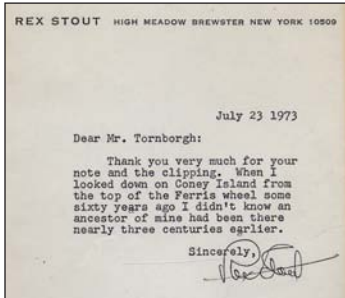 REX STOUT HIGH MEADOW BREWSTER NEW YORK 10509
July 23 1973
Dear Mr. Tornborgh:
Thank you very much for your
note and the clipping. When I
looked down on Coney Island from
the top of the Ferris wheel some
sixty years ago I didn't know an
ancestor of mine had been there
nearly three centuries earlier.
Sincerely,
Rex Stout